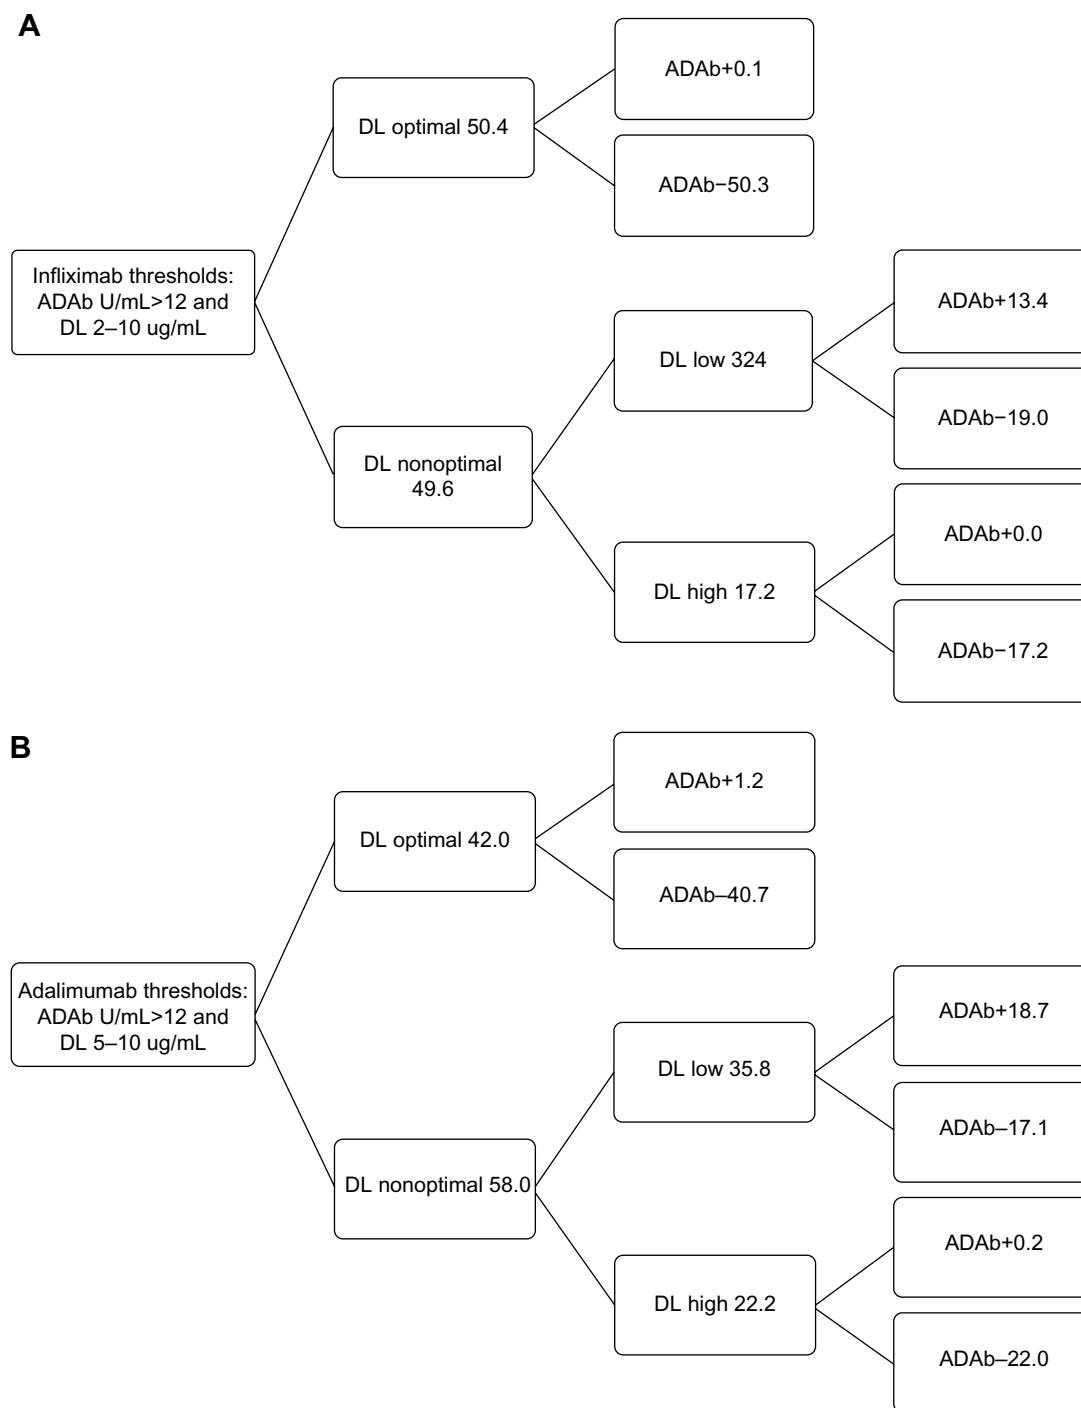 A
ADAb+0.1
DL optimal 50.4
ADAb−50.3
Infliximab thresholds:
ADAb U/mL>12 and
DL 2–10 ug/mL
ADAb+13.4
DL low 324
ADAb−19.0
DL nonoptimal
49.6
ADAb+0.0
DL high 17.2
ADAb−17.2
B
ADAb+1.2
DL optimal 42.0
ADAb–40.7
Adalimumab thresholds:
ADAb U/mL>12 and
DL 5–10 ug/mL
ADAb+18.7
DL low 35.8
ADAb–17.1
DL nonoptimal 58.0
ADAb+0.2
DL high 22.2
ADAb–22.0